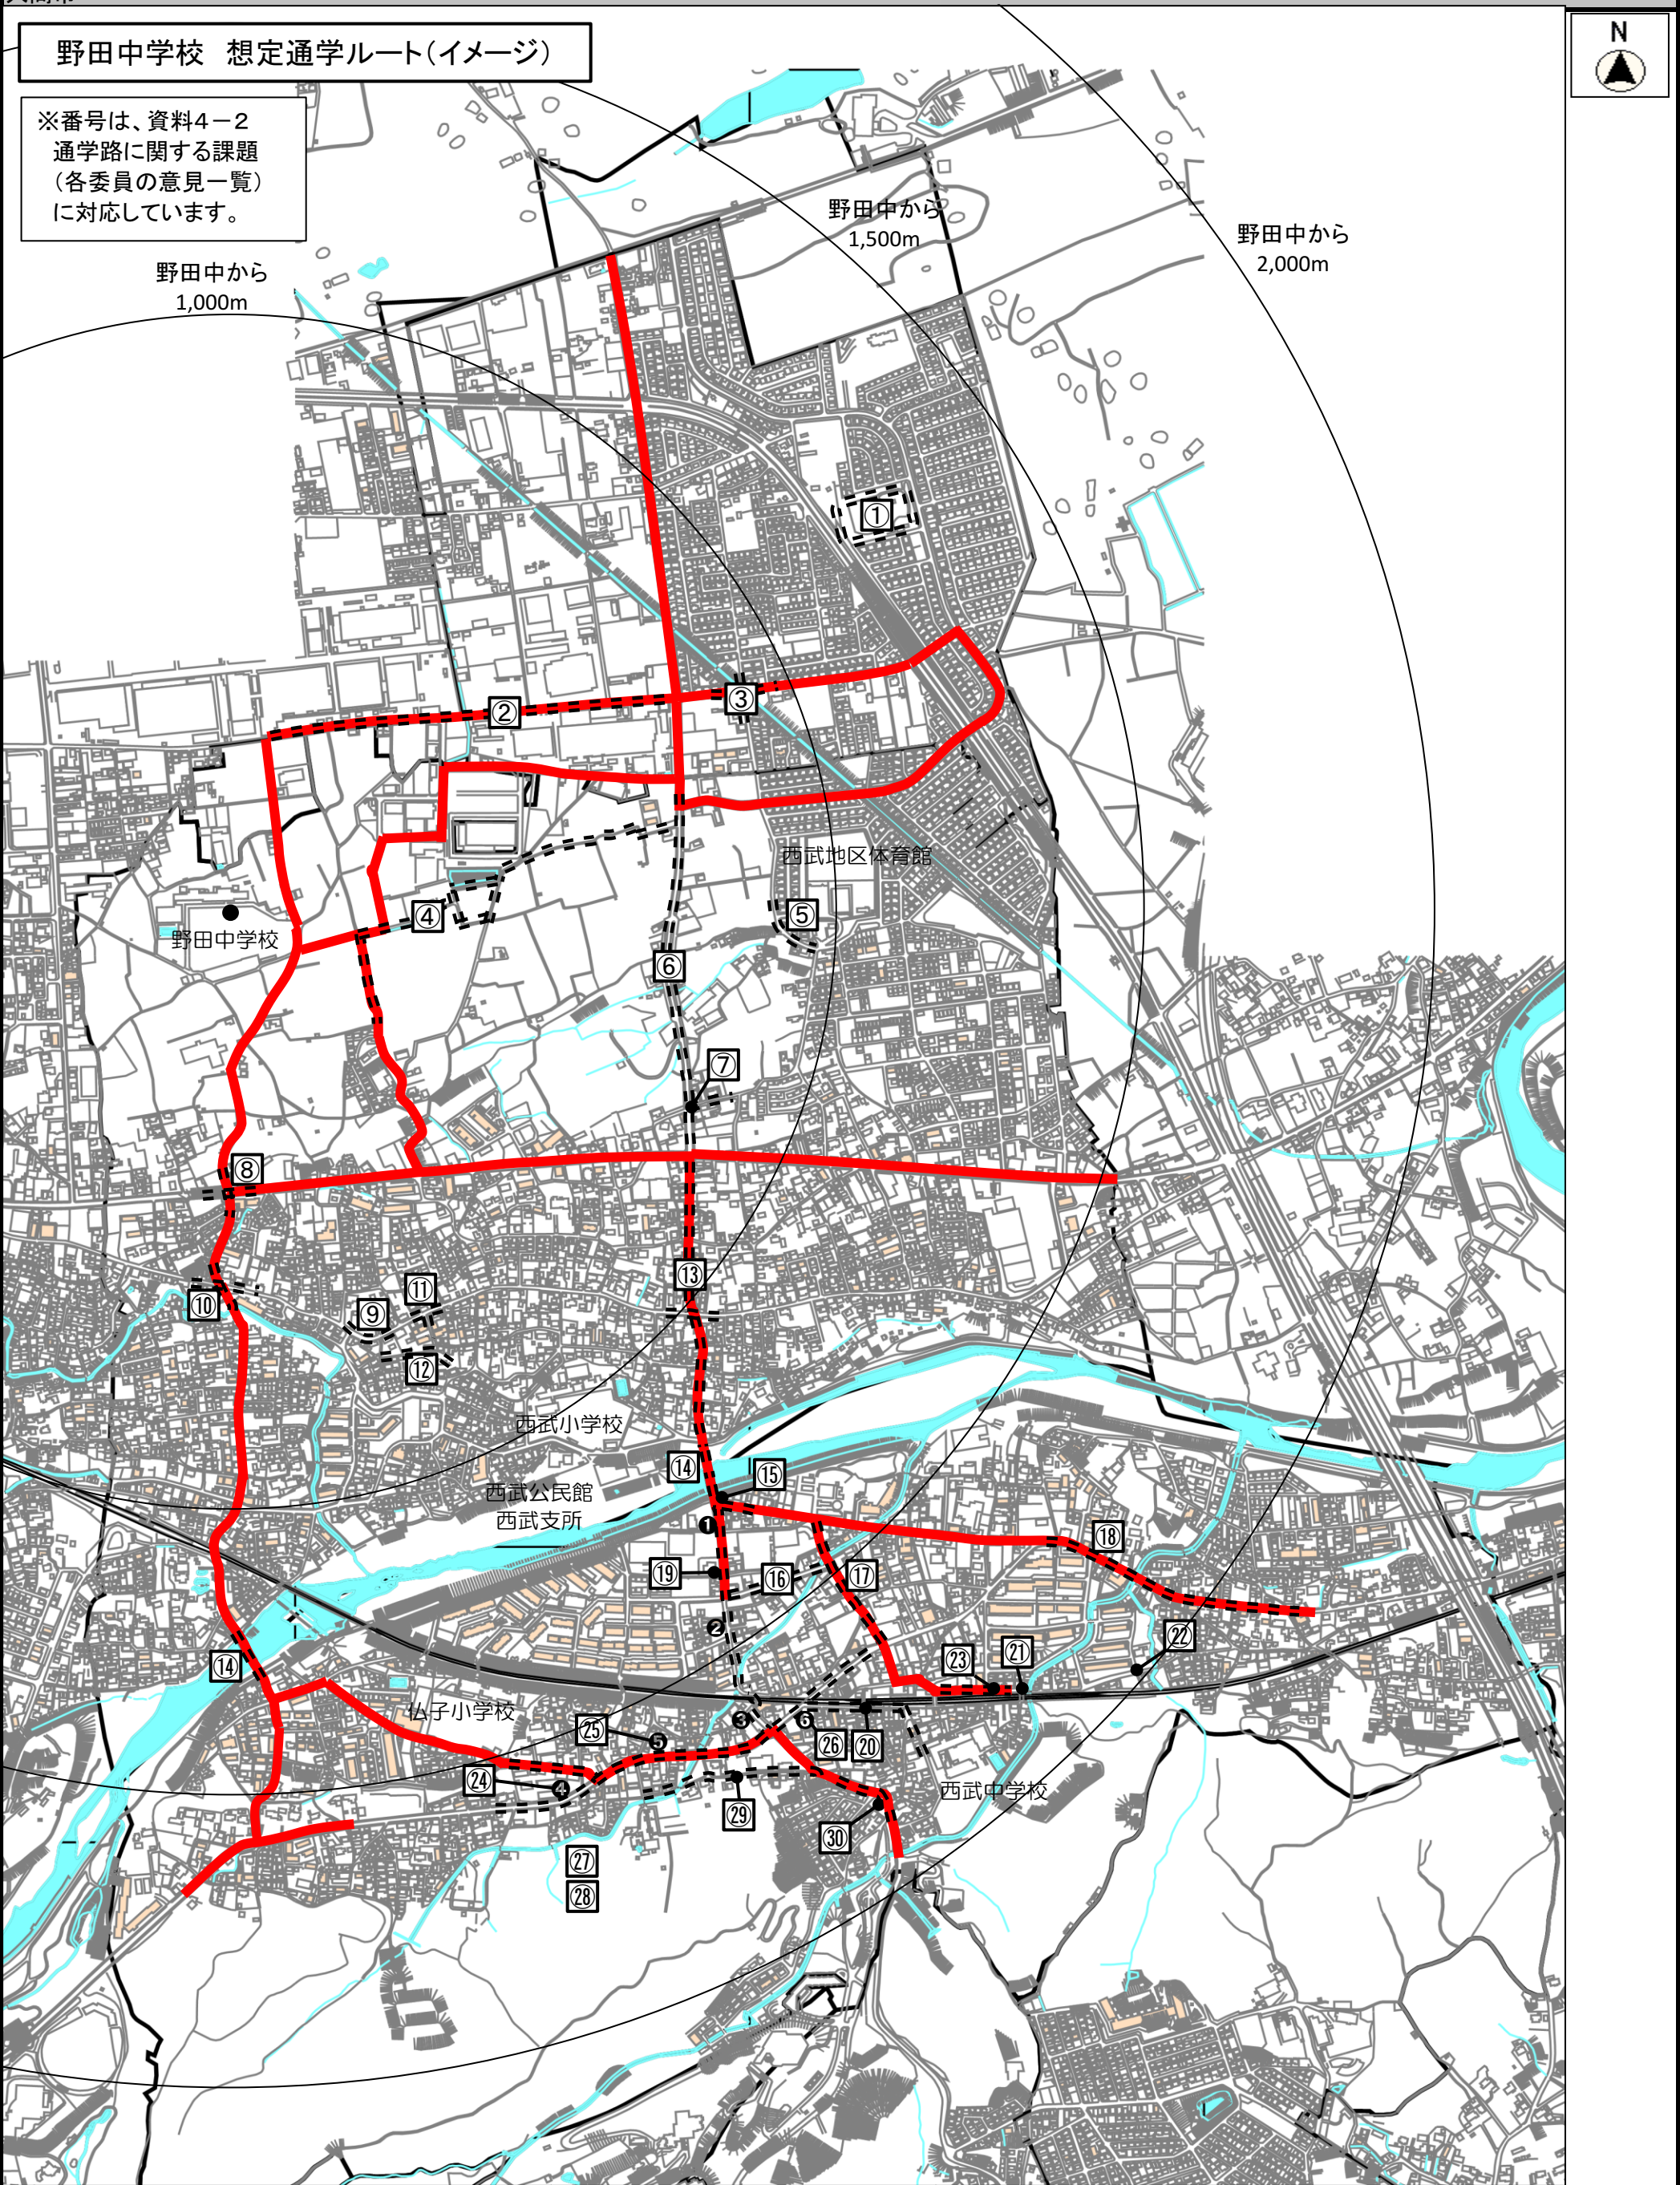 野田中学校 想定通学ルート(イメージ)
N
※番号は、資料4-2
通学路に関する課題
(各委員の意見一覧)
に対応しています。
野田中から
1,500m
野田中から
2,000m
野田中から
1,000m
①
③
②
西武地区体育館
④
⑤
野田中学校
⑥
⑦
⑧
⑬
⑪
⑩
⑨
⑫
西武小学校
⑭
⑮
西武公民館
西武支所
❶
⑱
⑲
⑯
⑰
❷
㉒
⑭
㉓
㉑
仏子小学校
㉕
❺
❸
❻
㉖
⑳
㉔
❹
西武中学校
㉙
㉚
㉗
㉘